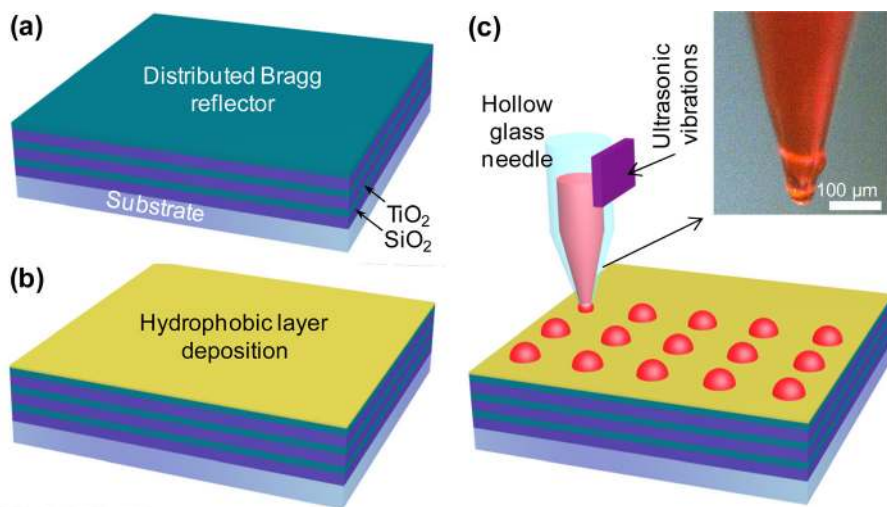 (a)
Distributed Bragg
reflector
Substrate
TiO₂
SiO₂
(b)
Hydrophobic layer
deposition
(c)
Hollow
glass
needle
Ultrasonic
vibrations
100 µm